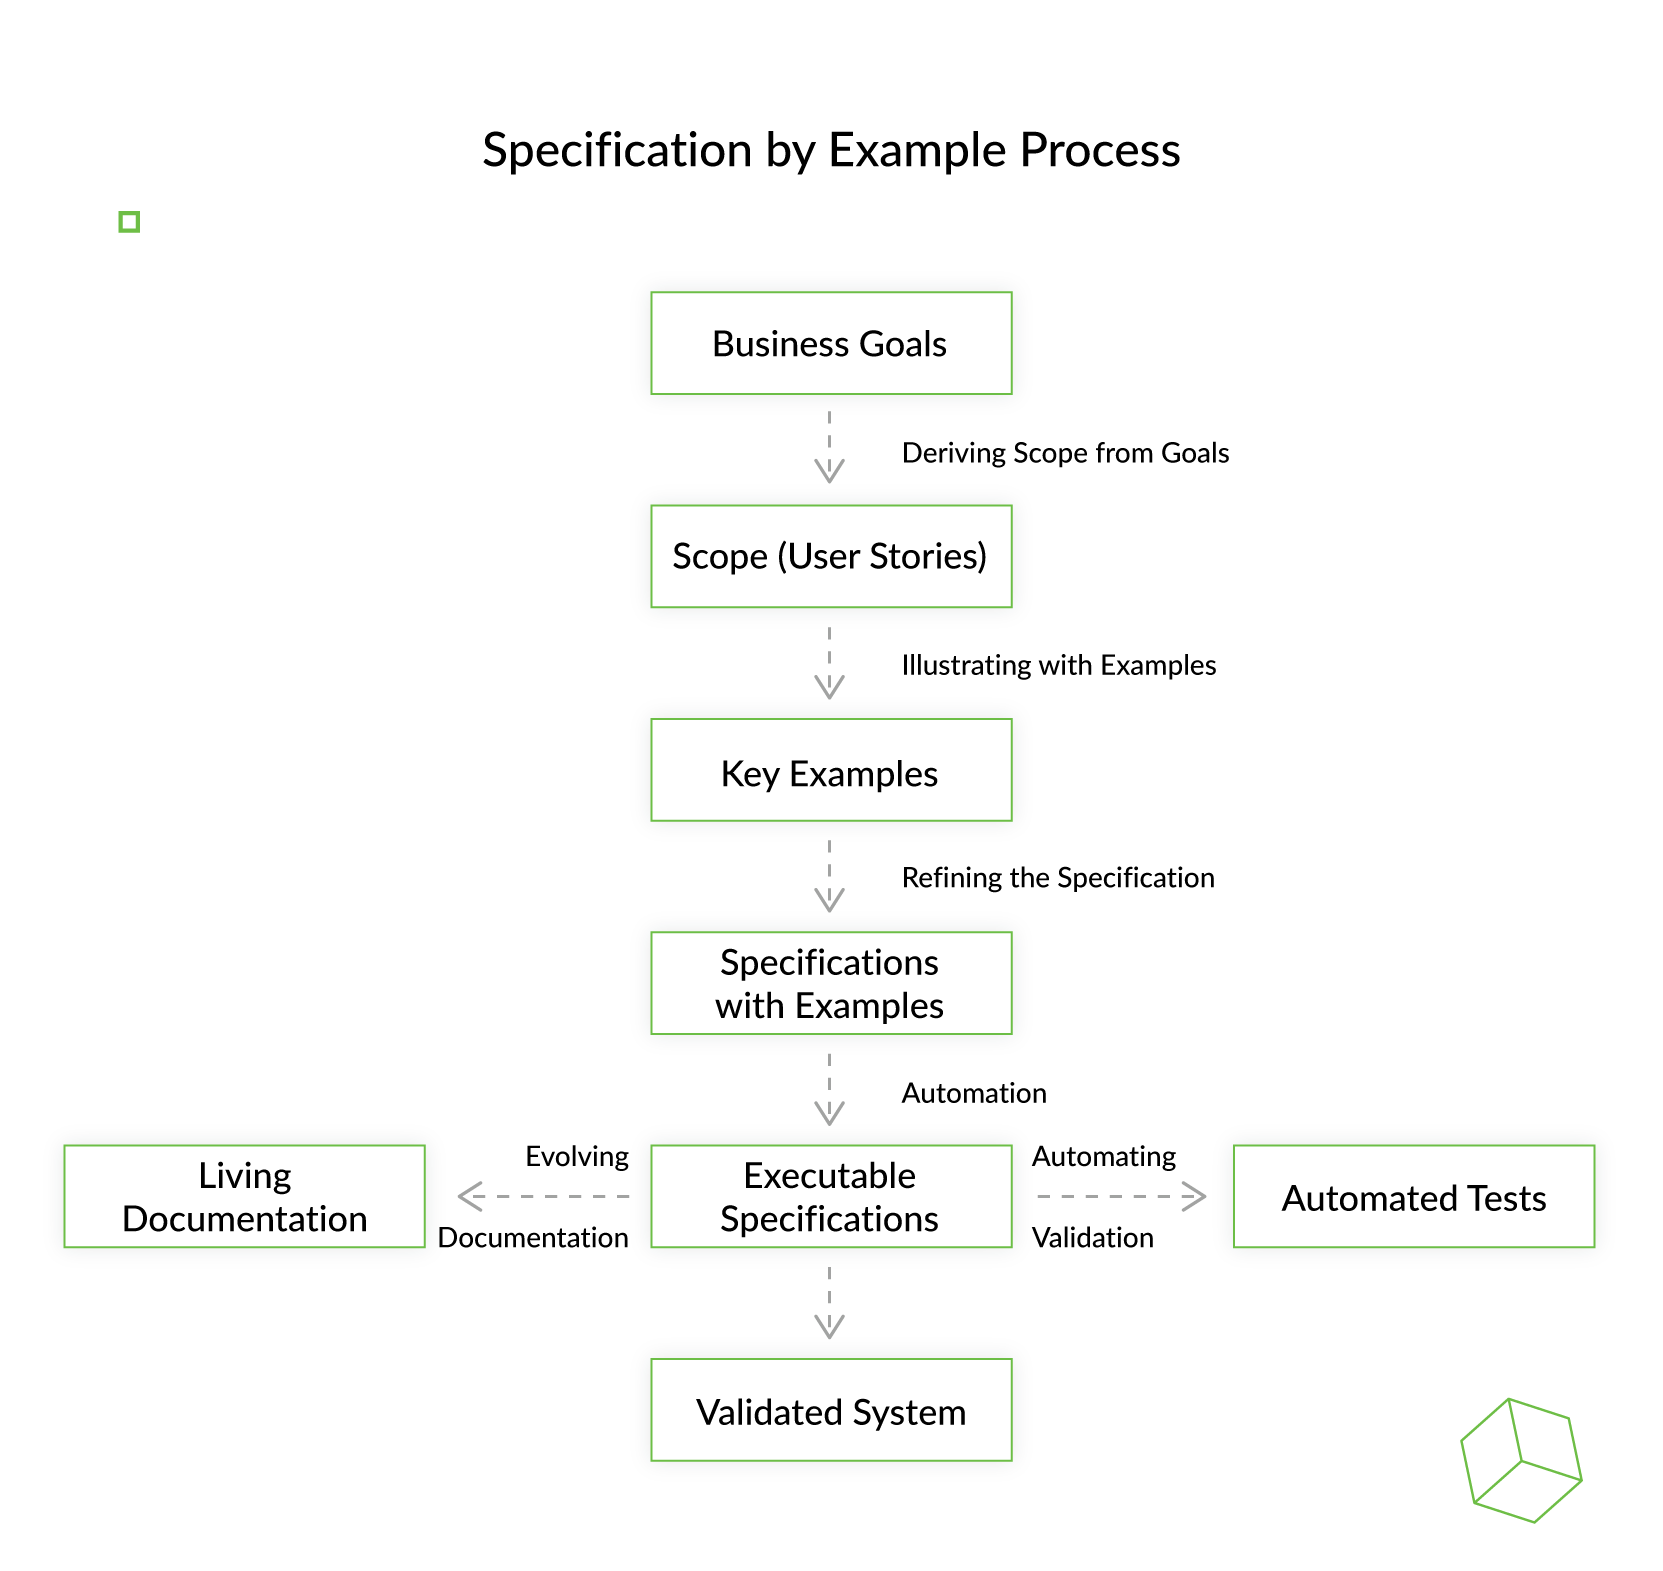 Specification by Example Process
Business Goals
Deriving Scope from Goals
Scope (User Stories)
Illustrating with Examples
Key Examples
Refining the Specification
Specifications
with Examples
Automation
Living
Documentation
Evolving
Documentation
Executable
Specifications
Automating
Validation
Automated Tests
Validated System